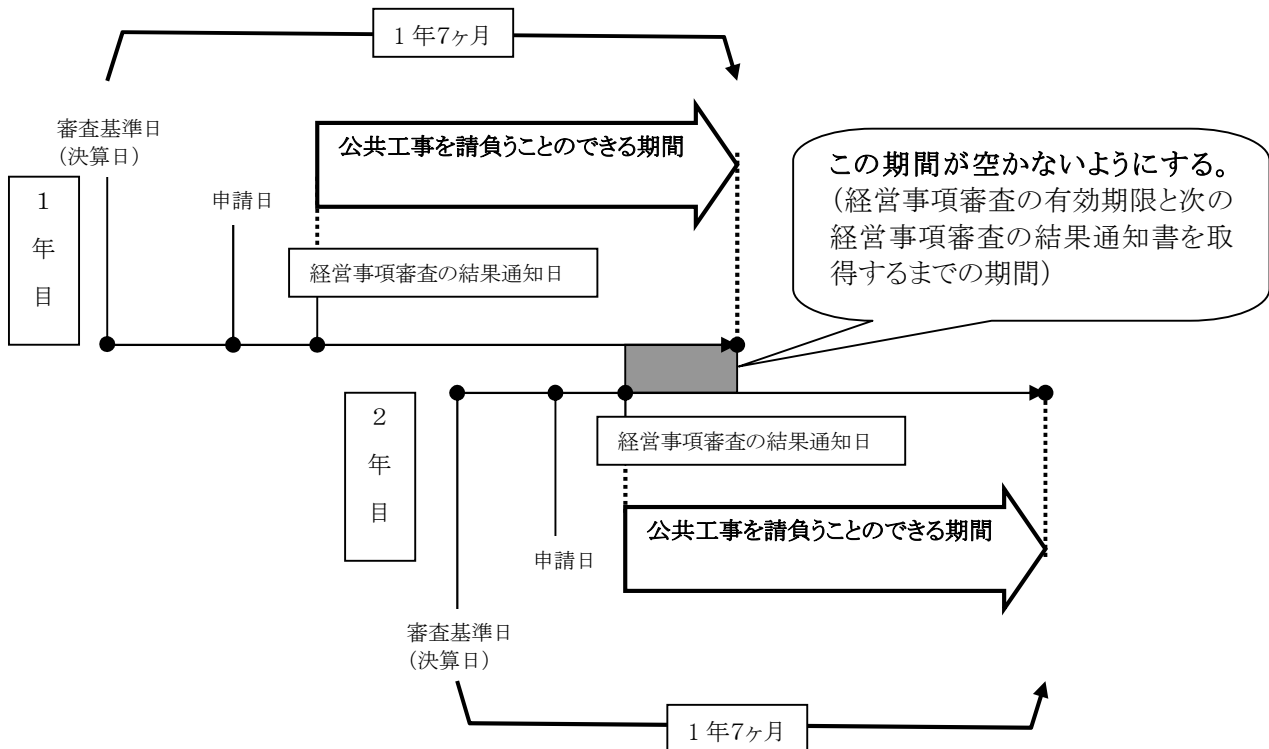 1年7ヶ月
審査基準日
(決算日)
公共工事を請負うことのできる期間
この期間が空かないようにする。
(経営事項審査の有効期限と次の
経営事項審査の結果通知書を取
得するまでの期間)
1
年
目
申請日
経営事項審査の結果通知日
2
年
目
経営事項審査の結果通知日
公共工事を請負うことのできる期間
申請日
審査基準日
(決算日)
1年7ヶ月